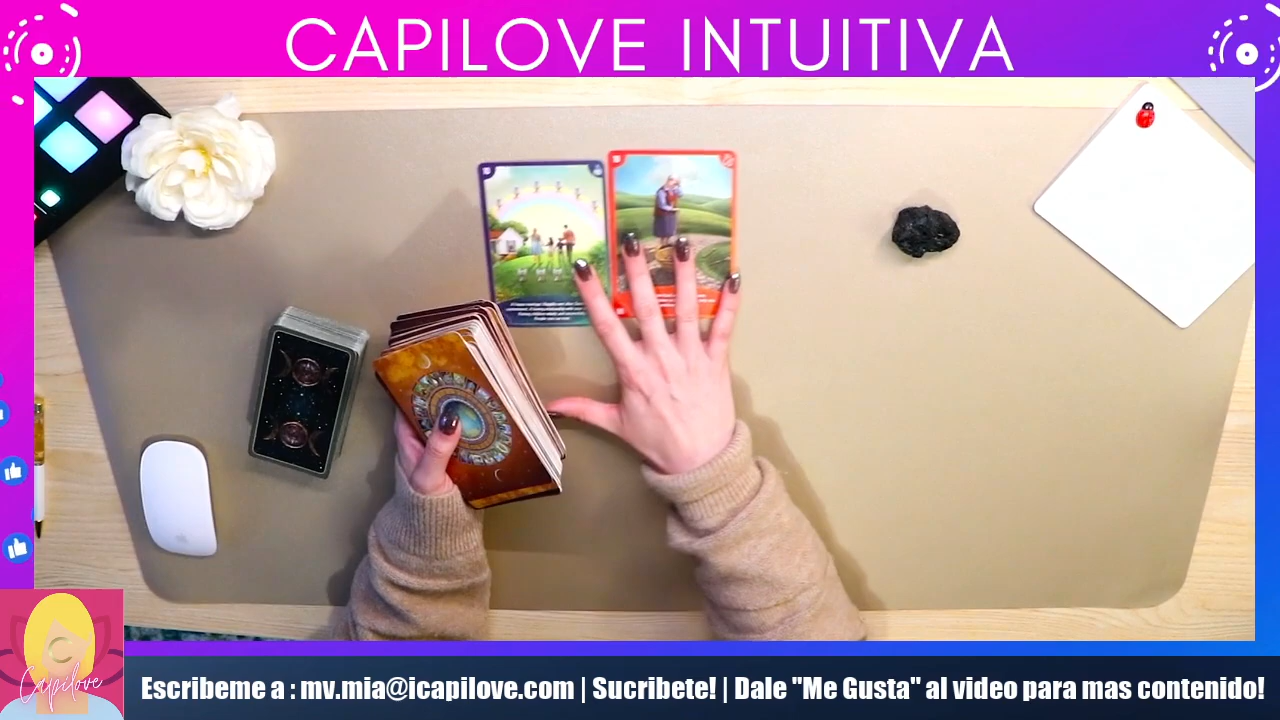 CAPILOVE INTUITIVA
C
Capilove
Escribeme a : mv.mia@icapilove.com | Sucribete! | Dale "Me Gusta" al video para mas contenido!